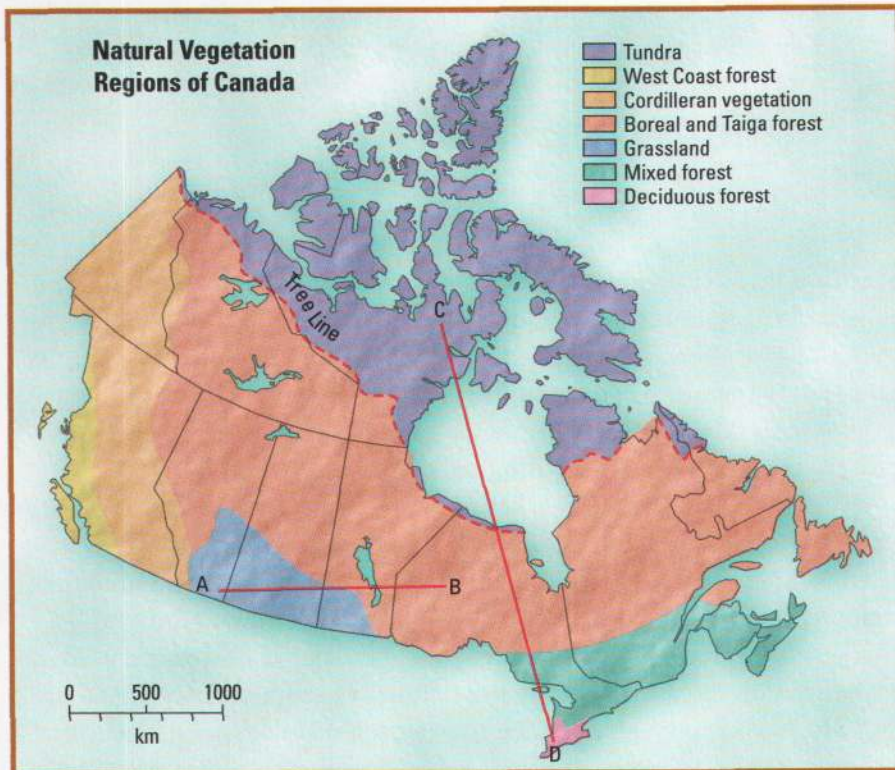 Natural Vegetation
Regions of Canada
Tundra
West Coast forest
Cordilleran vegetation
Boreal and Taiga forest
Grassland
Mixed forest
Deciduous forest
Tree Line
C
A
B
D
0 500 1000
km